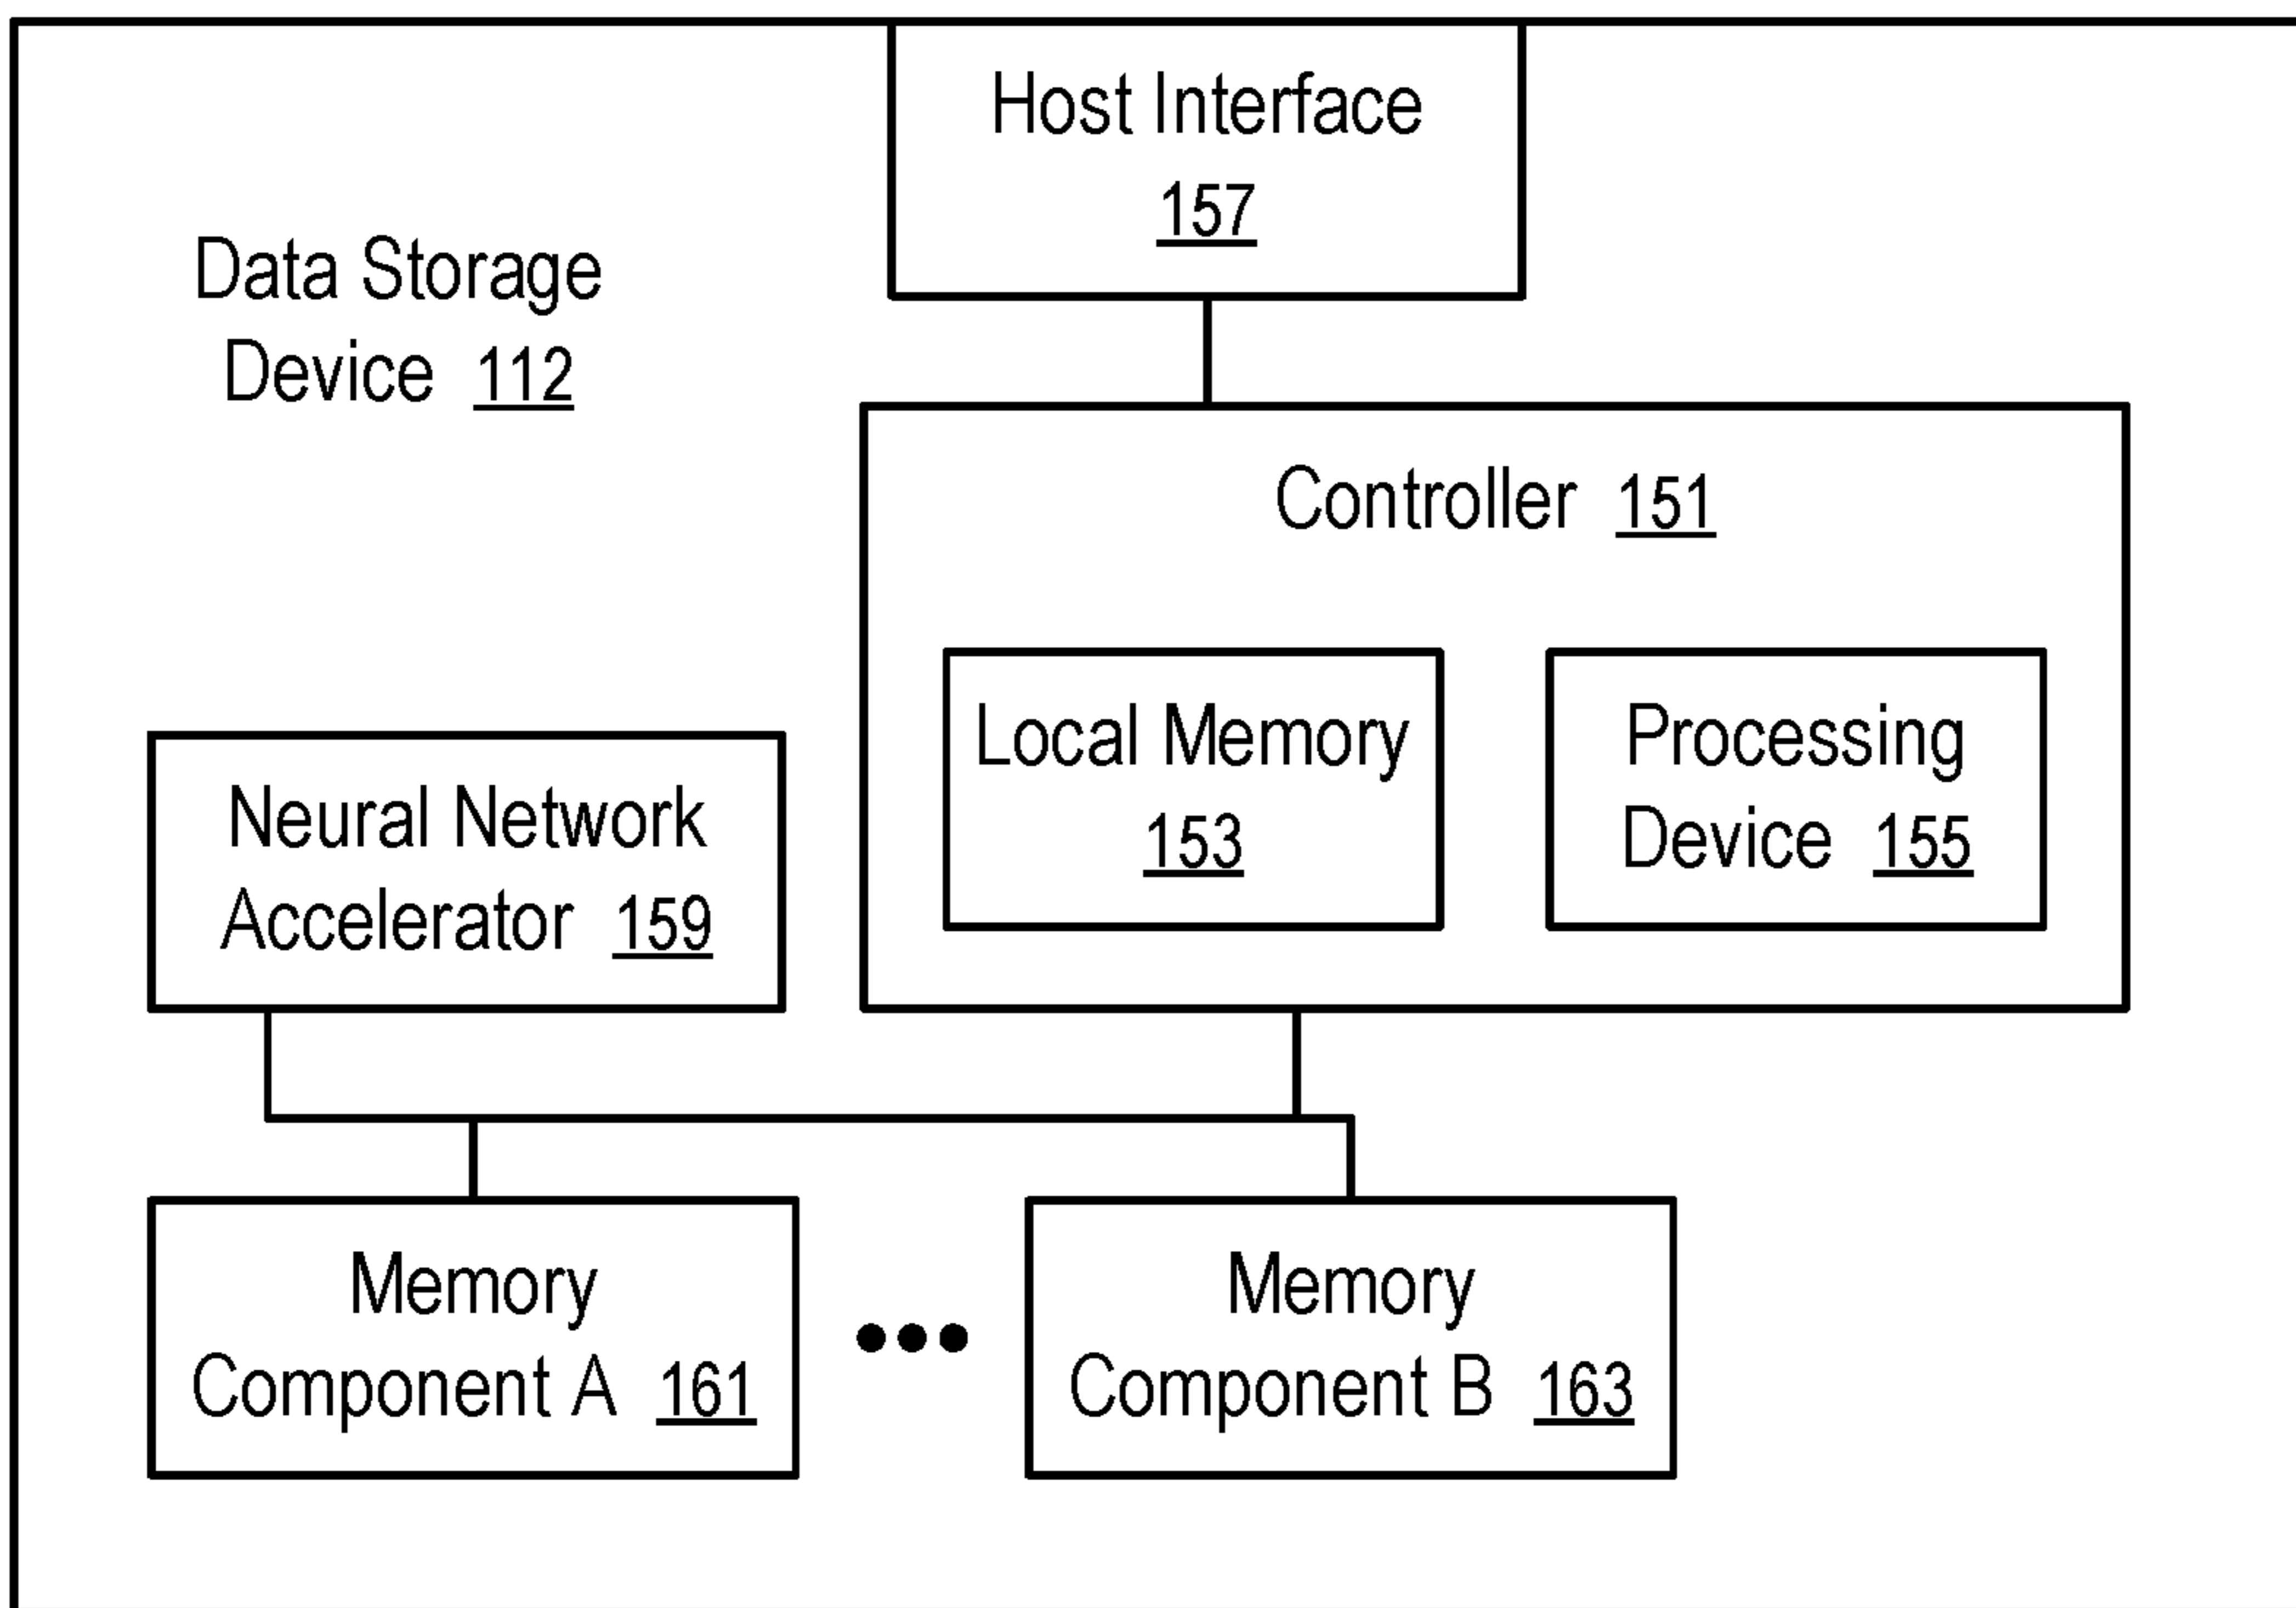 Host Interface
157
Data Storage
Device 112
Controller 151
Local Memory
153
Processing
Device 155
Neural Network
Accelerator 159
Memory
Component A 161
Memory
Component B 163